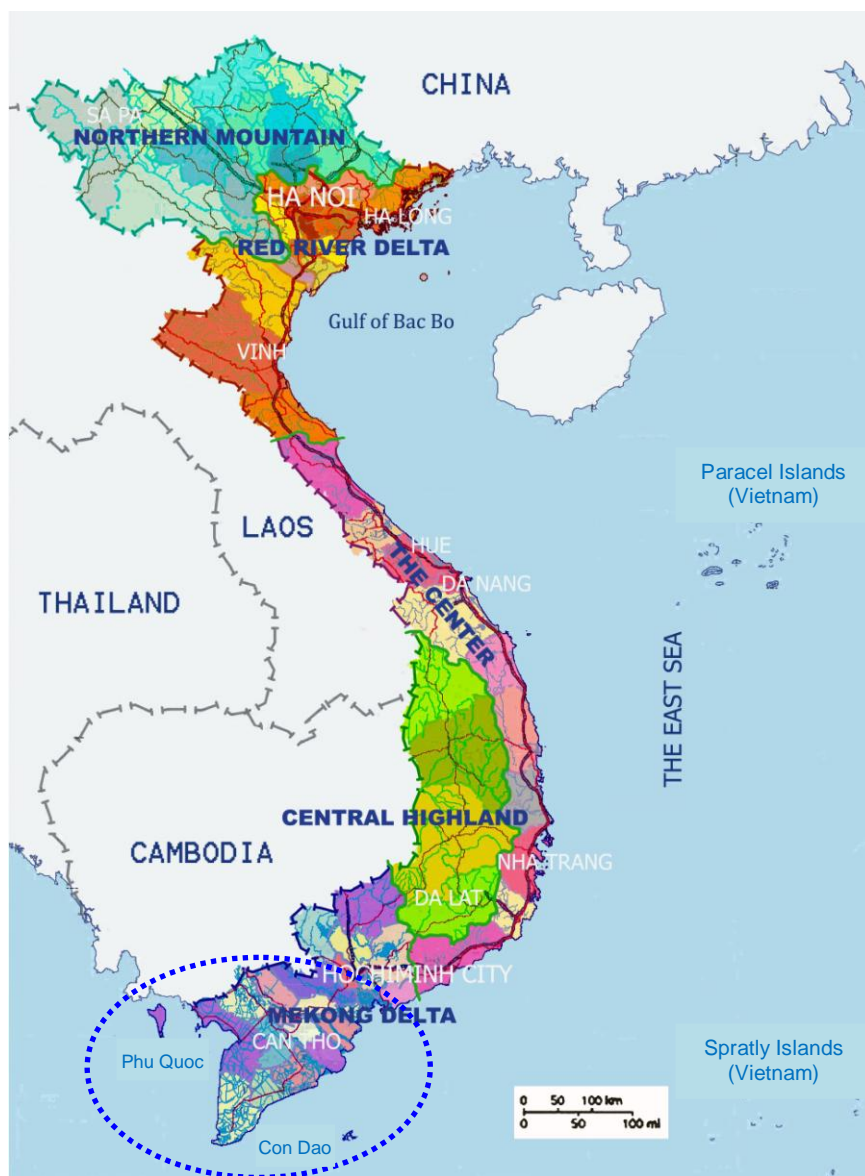 CHINA
SA PA
NORTHERN MOUNTAIN
HA NOI
HA LONG
RED RIVER DELTA
Gulf of Bac Bo
VINH
Paracel Islands
(Vietnam)
LAOS
HUE
THE CENTER
DA NANG
THAILAND
THE EAST SEA
CENTRAL HIGHLAND
CAMBODIA
NHA TRANG
DA LAT
HOCHIMINH CITY
MEKONG DELTA
CAN THO
Phu Quoc
Spratly Islands
(Vietnam)
0 50 100 km
0 50 100 mi
Con Dao